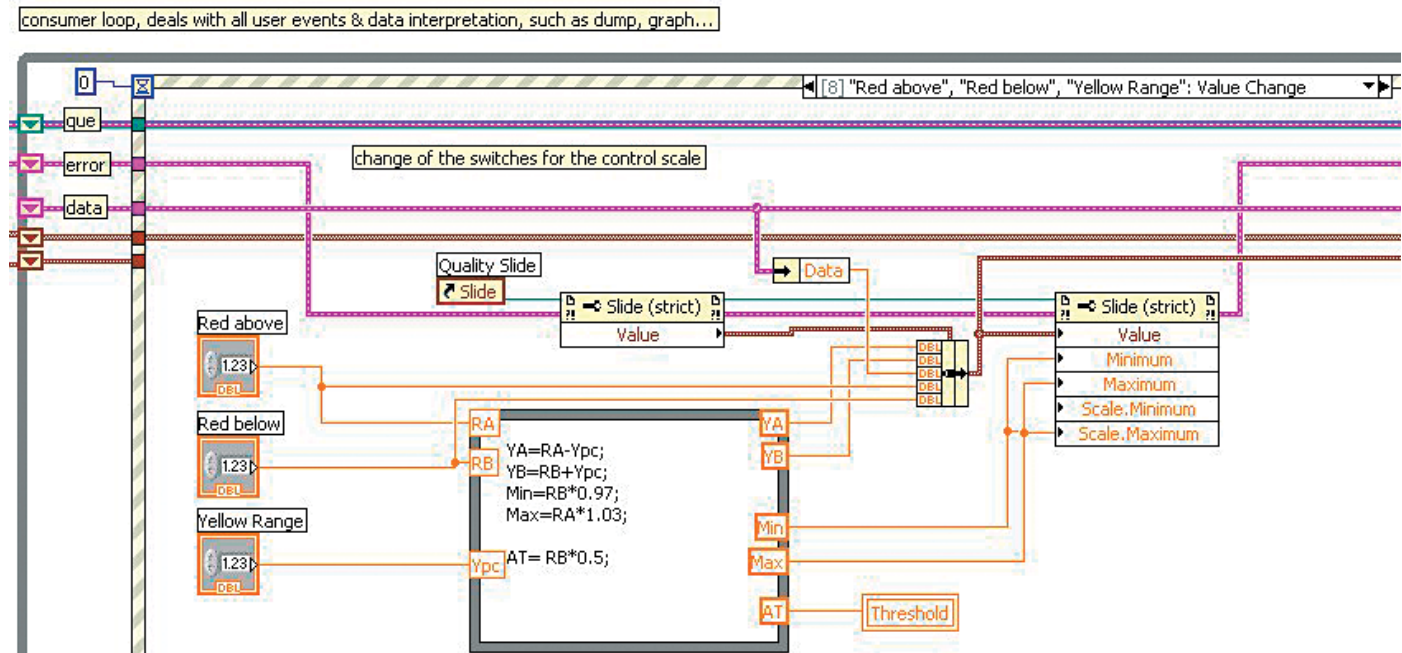 consumer loop, deals with all user events & data interpretation, such as dump, graph...
0
[8] "Red above", "Red below", "Yellow Range": Value Change
que
error
change of the switches for the control scale
data
Quality Slide
Slide
Data
Slide (strict)
Value
Slide (strict)
Value
Minimum
Maximum
Scale.Minimum
Scale.Maximum
DBL
DBL
DBL
DBL
DBL
Red above
1.23
DBL
Red below
1.23
DBL
Yellow Range
1.23
DBL
RA
RB
Ypc
YA=RA-Ypc;
YB=RB+Ypc;
Min=RB*0.97;
Max=RA*1.03;
AT= RB*0.5;
YA
YB
Min
Max
AT
Threshold